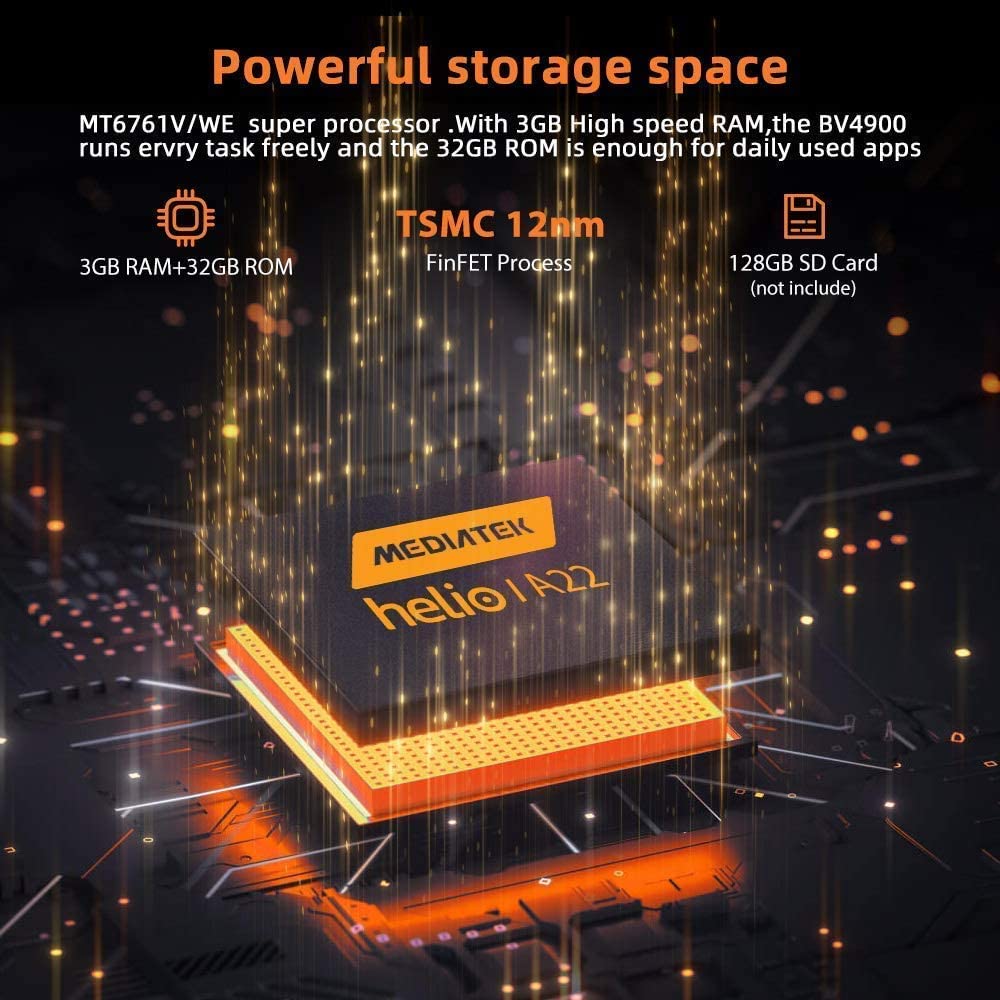 Powerful storage space
MT6761V/WE super processor .With 3GB High speed RAM,the BV4900
runs ervry task freely and the 32GB ROM is enough for daily used apps
3GB RAM+32GB ROM
TSMC 12nm
FinFET Process
128GB SD Card
(not include)
MEDIATEK
helio | A22